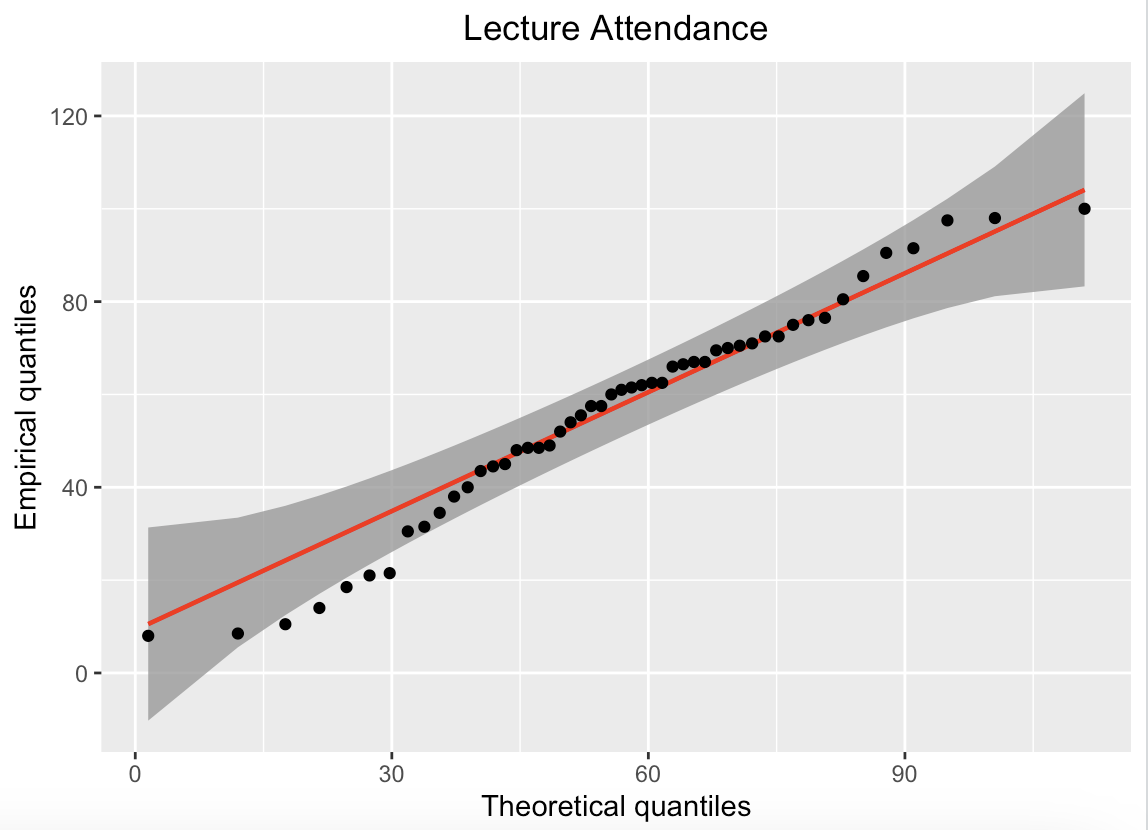 Lecture Attendance
120
80
40
0
Empirical quantiles
0 30 60 90
Theoretical quantiles